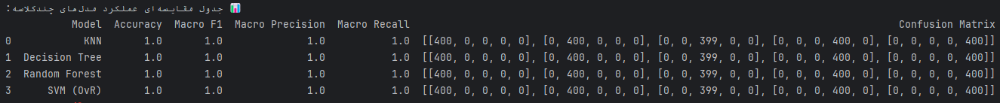 📊 جدول مقایسه‌ای عملکرد مدل‌های چندکلاسه:
Model Accuracy Macro F1 Macro Precision Macro Recall Confusion Matrix
0 KNN 1.0 1.0 1.0 1.0 [[400, 0, 0, 0, 0], [0, 400, 0, 0, 0], [0, 0, 399, 0, 0], [0, 0, 0, 400, 0], [0, 0, 0, 0, 400]]
1 Decision Tree 1.0 1.0 1.0 1.0 [[400, 0, 0, 0, 0], [0, 400, 0, 0, 0], [0, 0, 399, 0, 0], [0, 0, 0, 400, 0], [0, 0, 0, 0, 400]]
2 Random Forest 1.0 1.0 1.0 1.0 [[400, 0, 0, 0, 0], [0, 400, 0, 0, 0], [0, 0, 399, 0, 0], [0, 0, 0, 400, 0], [0, 0, 0, 0, 400]]
3 SVM (OvR) 1.0 1.0 1.0 1.0 [[400, 0, 0, 0, 0], [0, 400, 0, 0, 0], [0, 0, 399, 0, 0], [0, 0, 0, 400, 0], [0, 0, 0, 0, 400]]